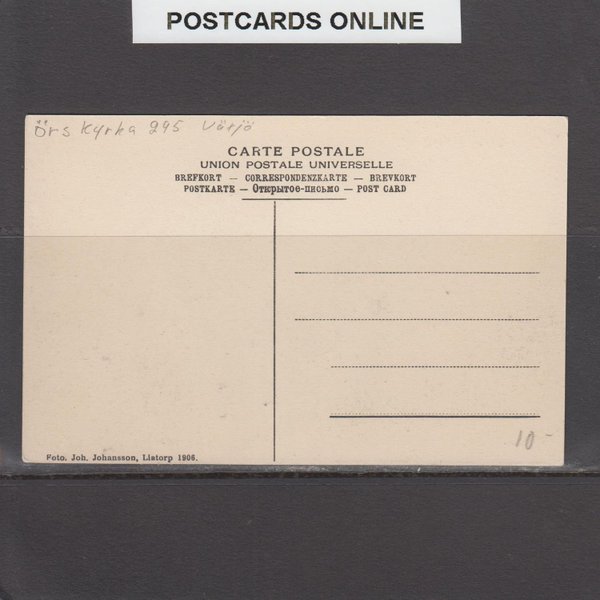 POSTCARDS ONLINE
Örs Kyrka 295 Växjö
CARTE POSTALE
UNION POSTALE UNIVERSELLE
BREFKORT — CORRESPONDENZKARTE — BREVKORT
POSTKARTE — Открытое-письмо — POST CARD
10-
Foto. Joh. Johansson, Listorp 1906.